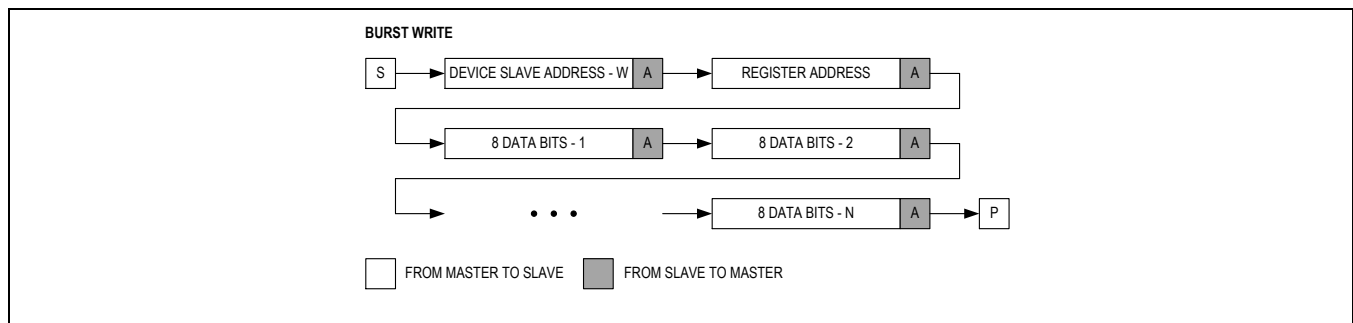 BURST WRITE
S DEVICE SLAVE ADDRESS - W A REGISTER ADDRESS A
8 DATA BITS - 1 A 8 DATA BITS - 2 A
• • • 8 DATA BITS - N A P
FROM MASTER TO SLAVE FROM SLAVE TO MASTER